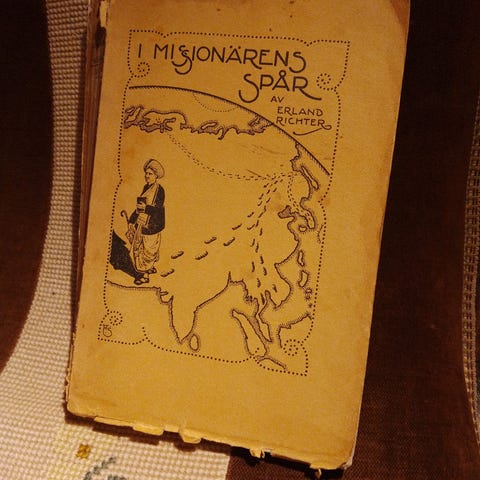 I MISSIONÄRENS
SPÅR
AV
ERLAND
RICHTER